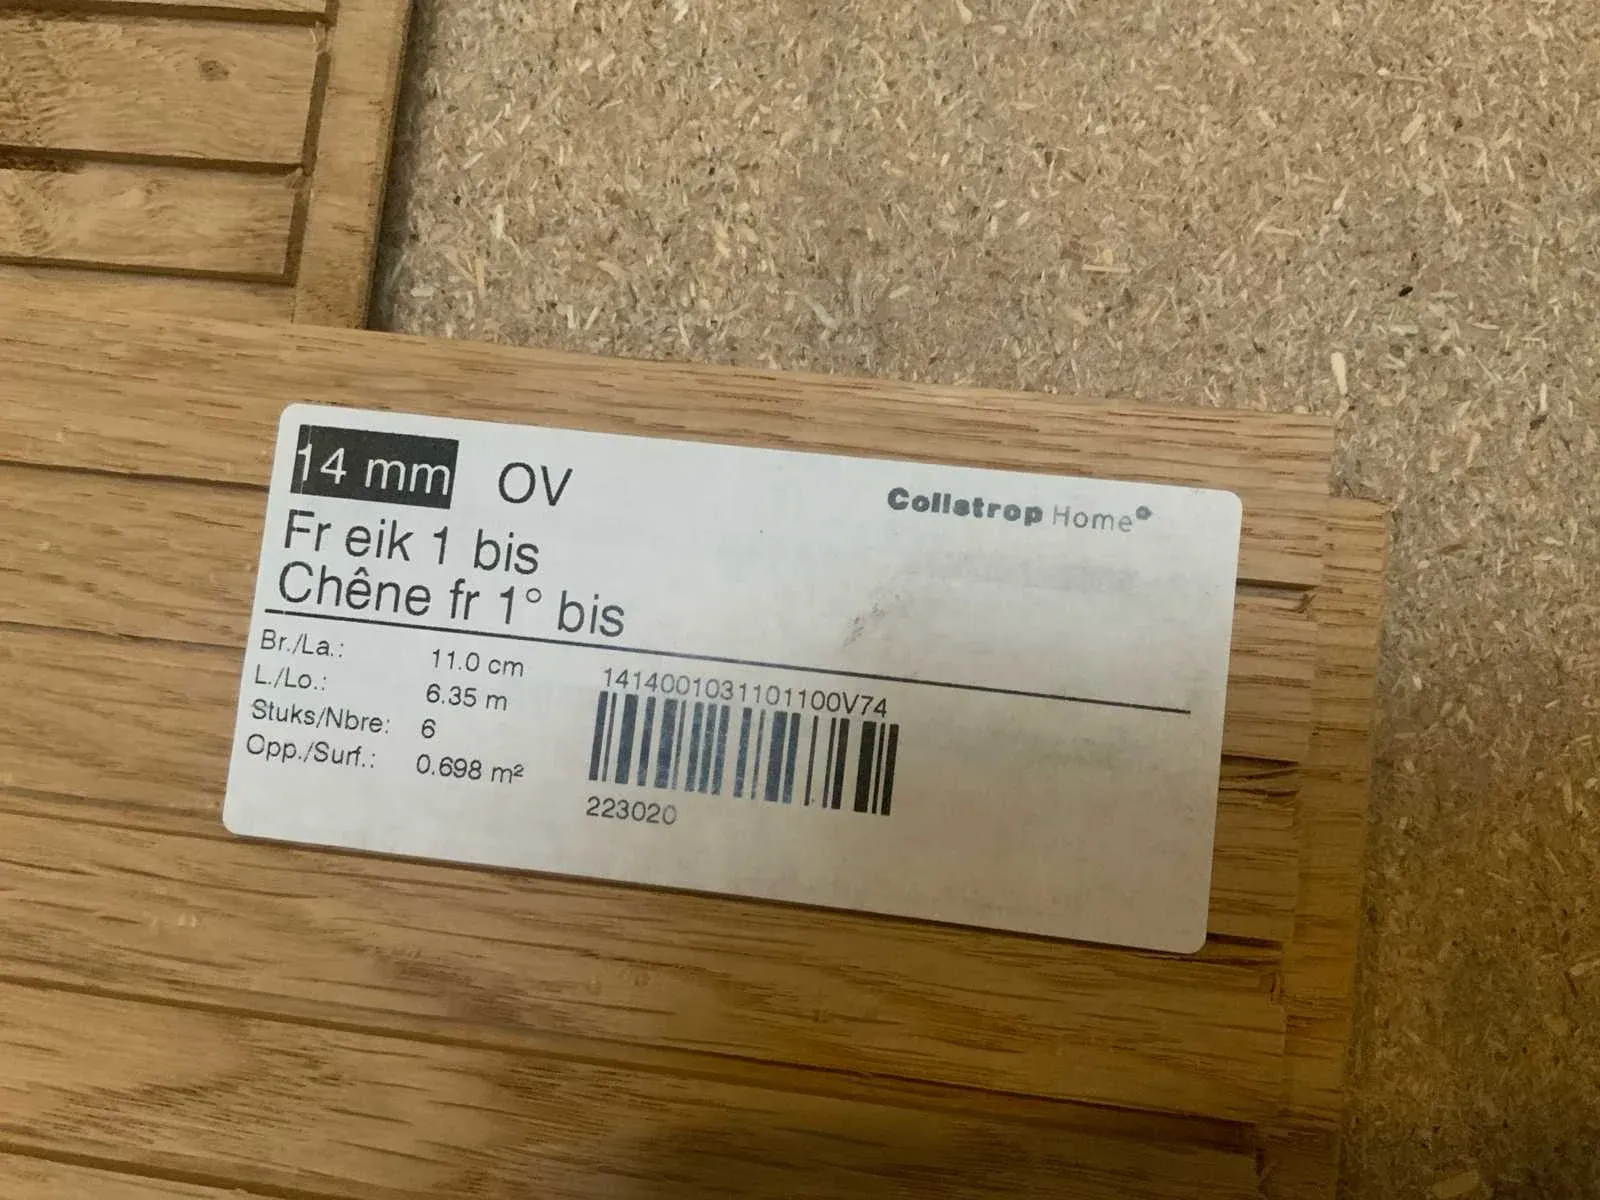 14 mm OV
Collstrop Home
Fr eik 1 bis
Chêne fr 1° bis
Br./La.: 11.0 cm
L./Lo.: 6.35 m
Stuks/Nbre: 6
Opp./Surf.: 0.698 m²
1414001031101100V74
223020